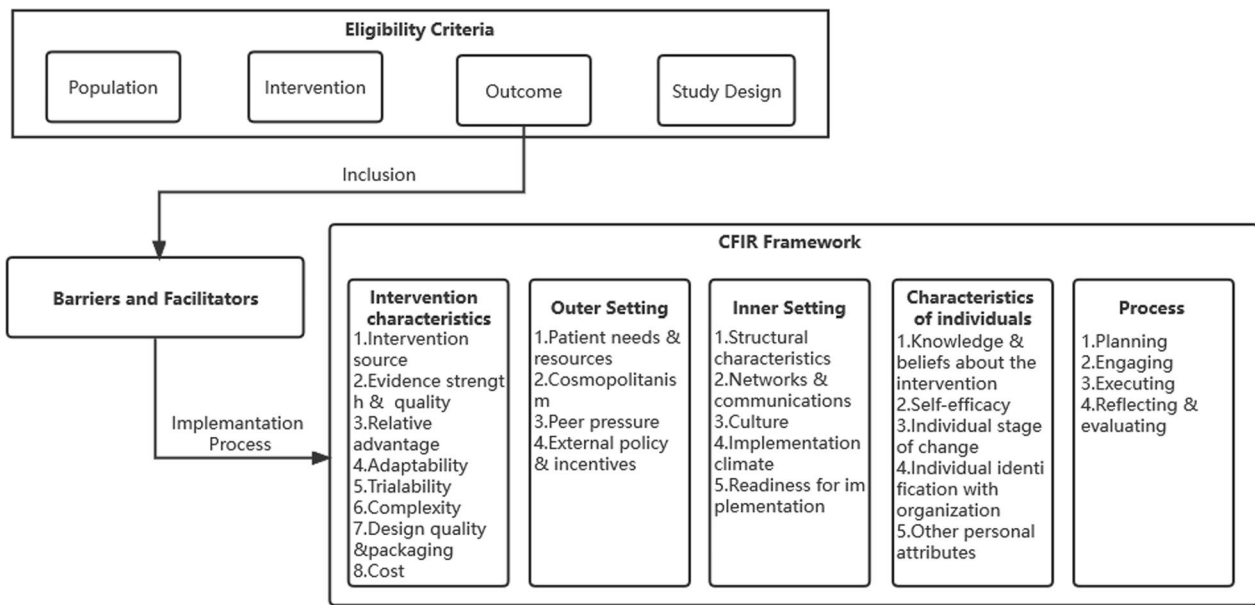 Eligibility Criteria
Population
Intervention
Outcome
Study Design
Inclusion
Barriers and Facilitators
Implemantation
Process
CFIR Framework
Intervention
characteristics
1.Intervention
source
2.Evidence strengt
h & quality
3.Relative
advantage
4.Adaptability
5.Trialability
6.Complexity
7.Design quality
&packaging
8.Cost
Outer Setting
1.Patient needs &
resources
2.Cosmopolitanis
m
3.Peer pressure
4.External policy
& incentives
Inner Setting
1.Structural
characteristics
2.Networks &
communications
3.Culture
4.Implementation
climate
5.Readiness for im
plementation
Characteristics
of individuals
1.Knowledge &
beliefs about the
intervention
2.Self-efficacy
3.Individual stage
of change
4.Individual identi
fication with
organization
5.Other personal
attributes
Process
1.Planning
2.Engaging
3.Executing
4.Reflecting &
evaluating